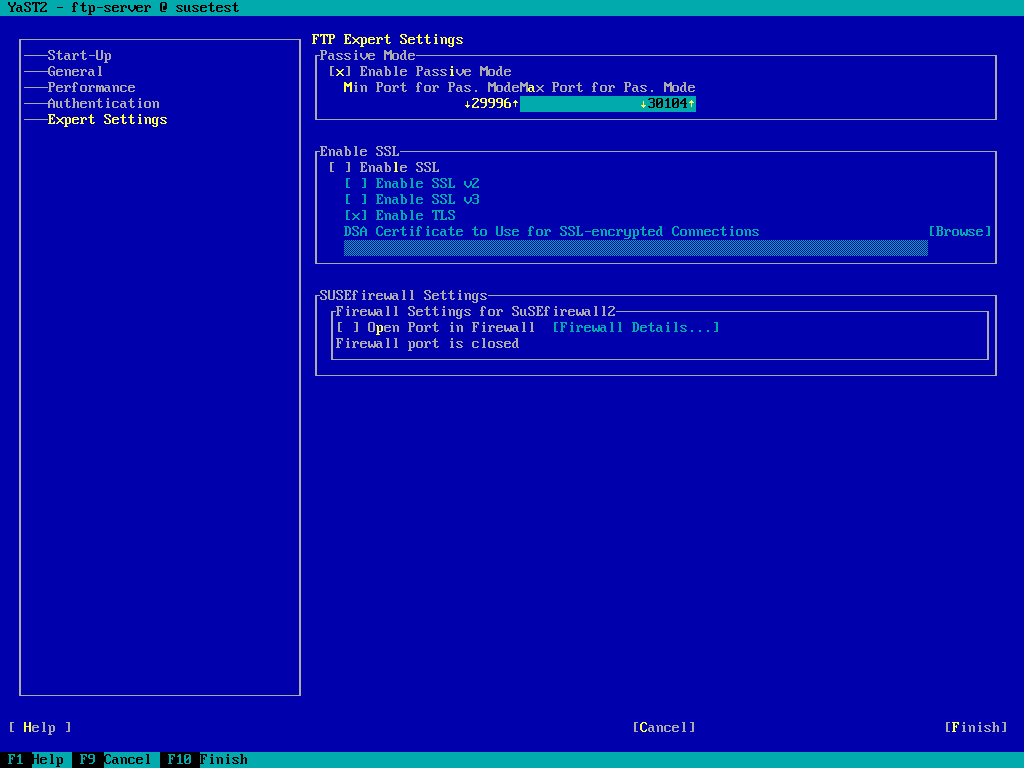 YaST2 - ftp-server @ susetest
Start-Up
General
Performance
Authentication
Expert Settings
FTP Expert Settings
Passive Mode
[x] Enable Passive Mode
Min Port for Pas. Mode Max Port for Pas. Mode
↓29996↑ ↓30104↑
Enable SSL
[ ] Enable SSL
[ ] Enable SSL v2
[ ] Enable SSL v3
[x] Enable TLS
DSA Certificate to Use for SSL-encrypted Connections [Browse]
SUSEfirewall Settings
Firewall Settings for SuSEfirewall2
[ ] Open Port in Firewall [Firewall Details...]
Firewall port is closed
[ Help ] [Cancel] [Finish]
F1 Help F9 Cancel F10 Finish